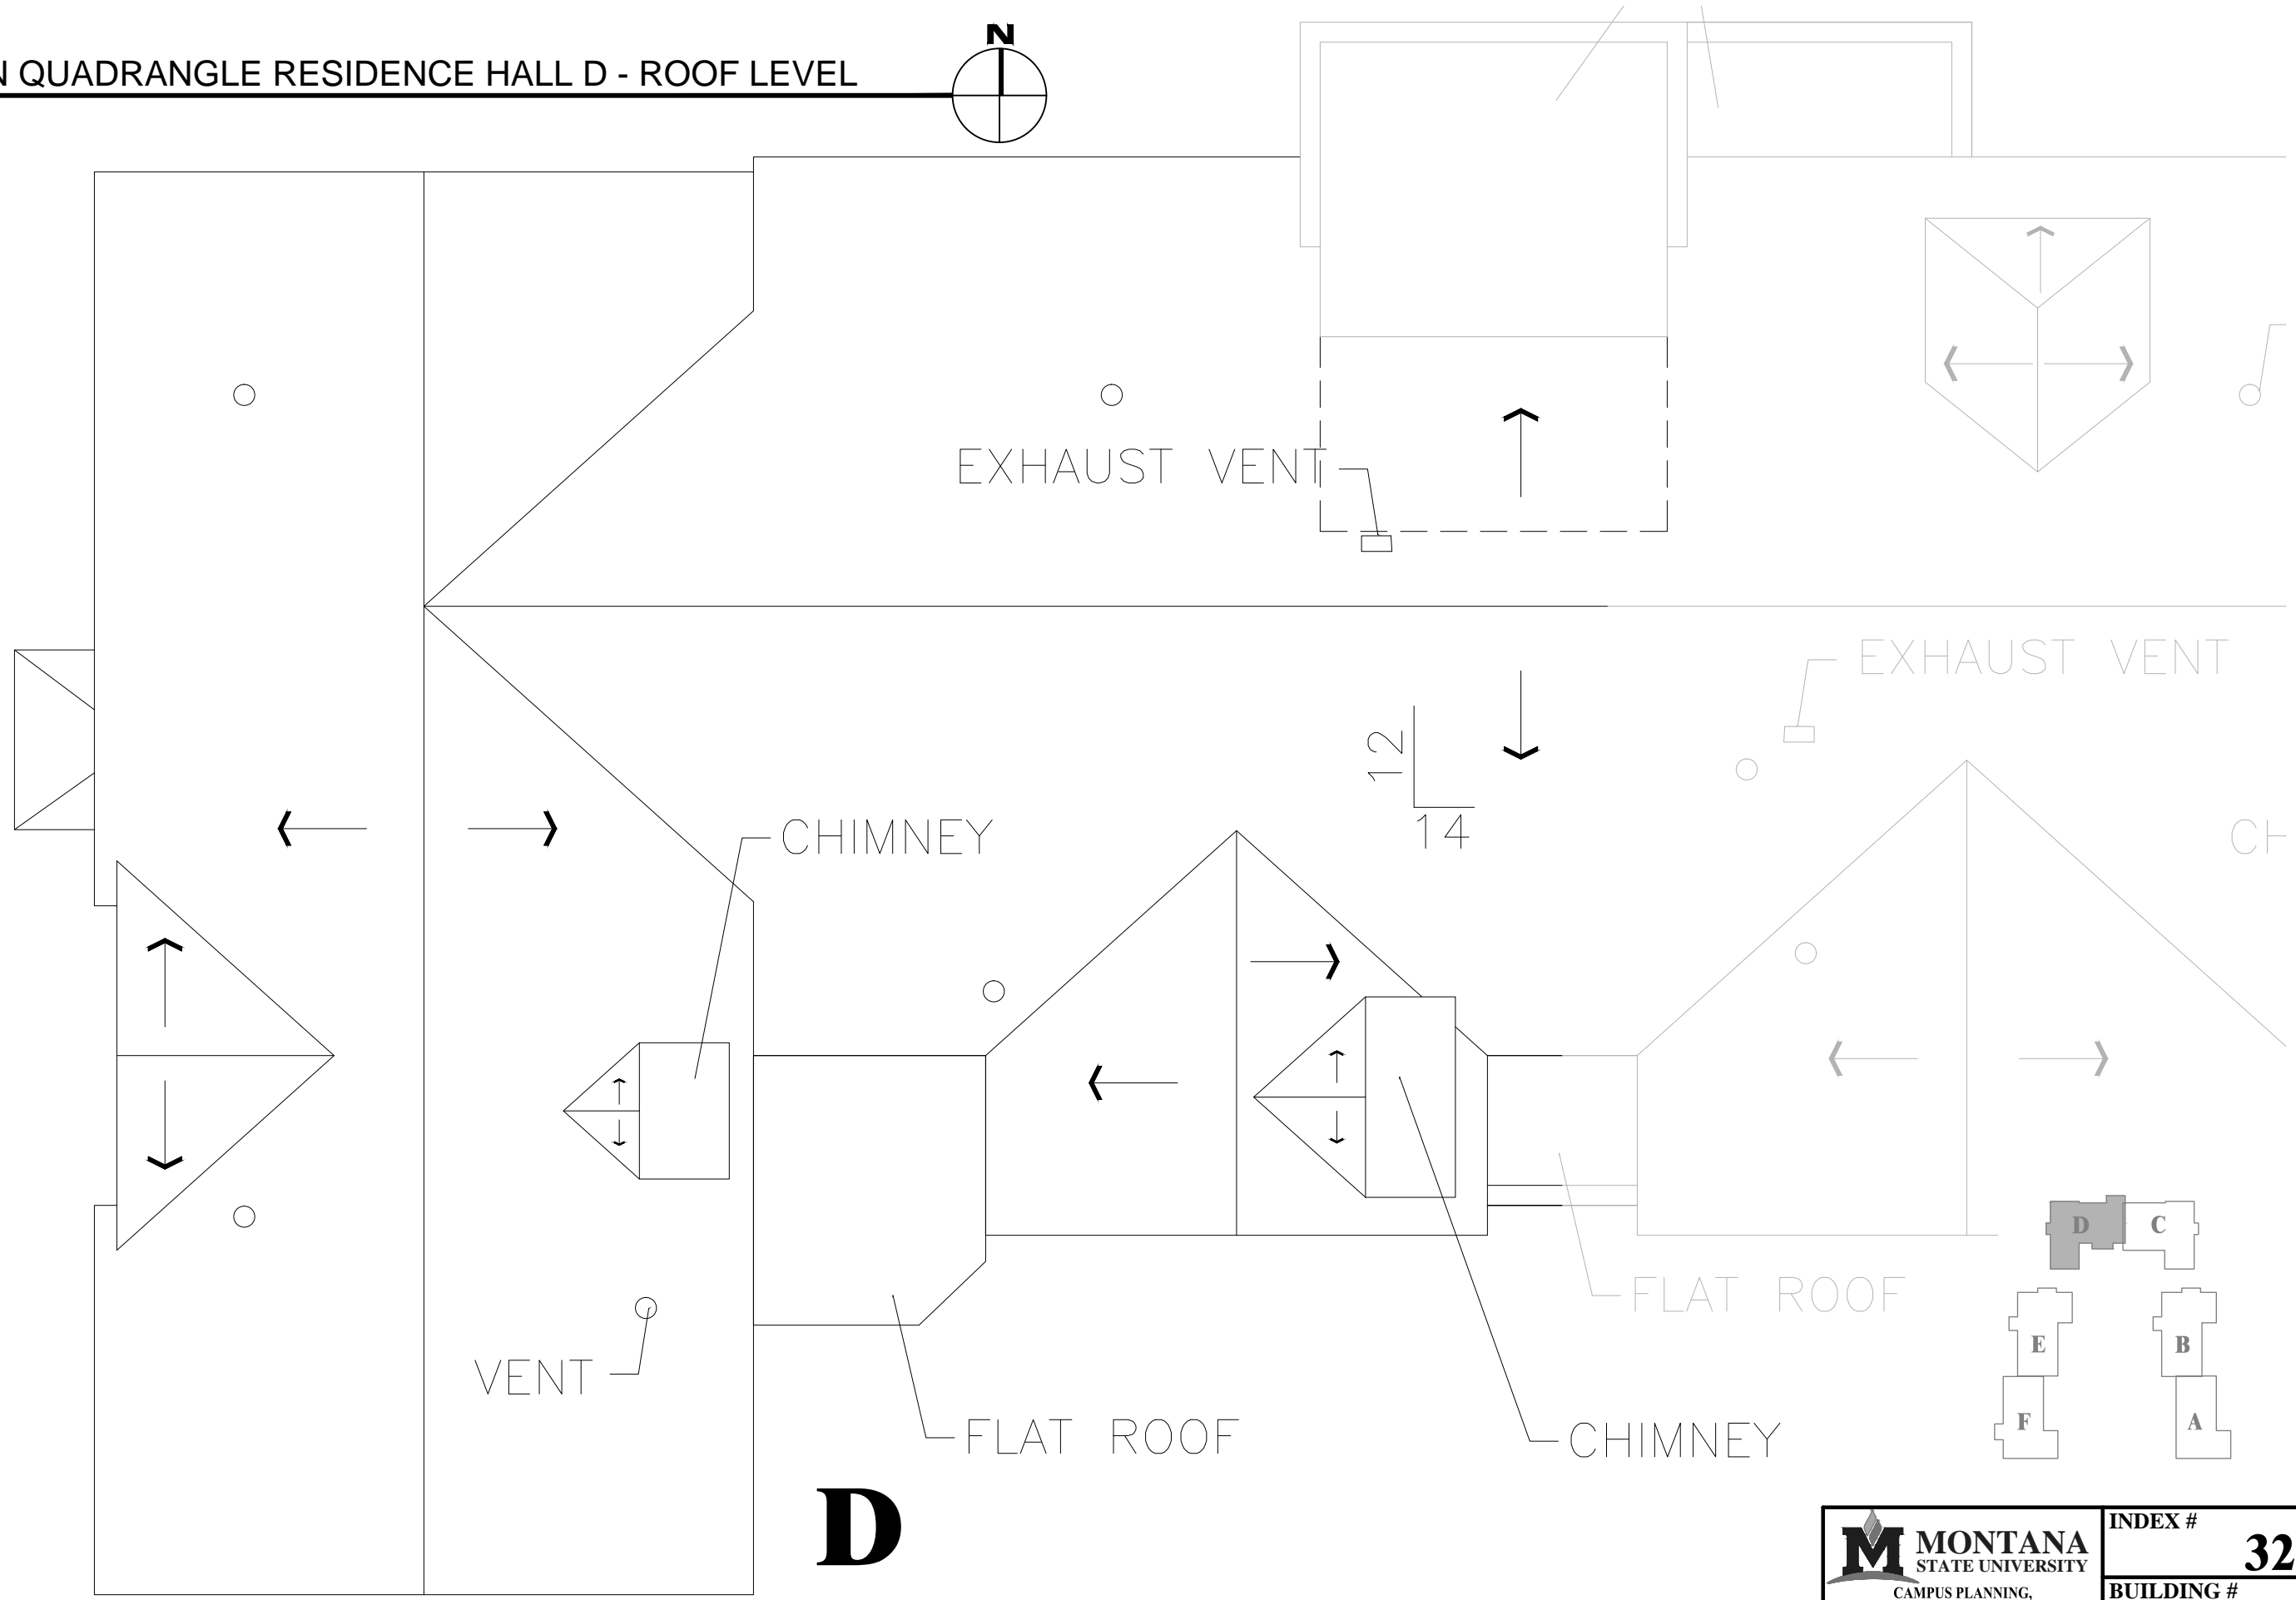 N
N QUADRANGLE RESIDENCE HALL D - ROOF LEVEL
EXHAUST VENT
EXHAUST VENT
12
14
CHIMNEY
CH
D C
FLAT ROOF
E B
VENT
F A
FLAT ROOF
CHIMNEY
D
M MONTANA
STATE UNIVERSITY
CAMPUS PLANNING,
INDEX #
32
BUILDING #